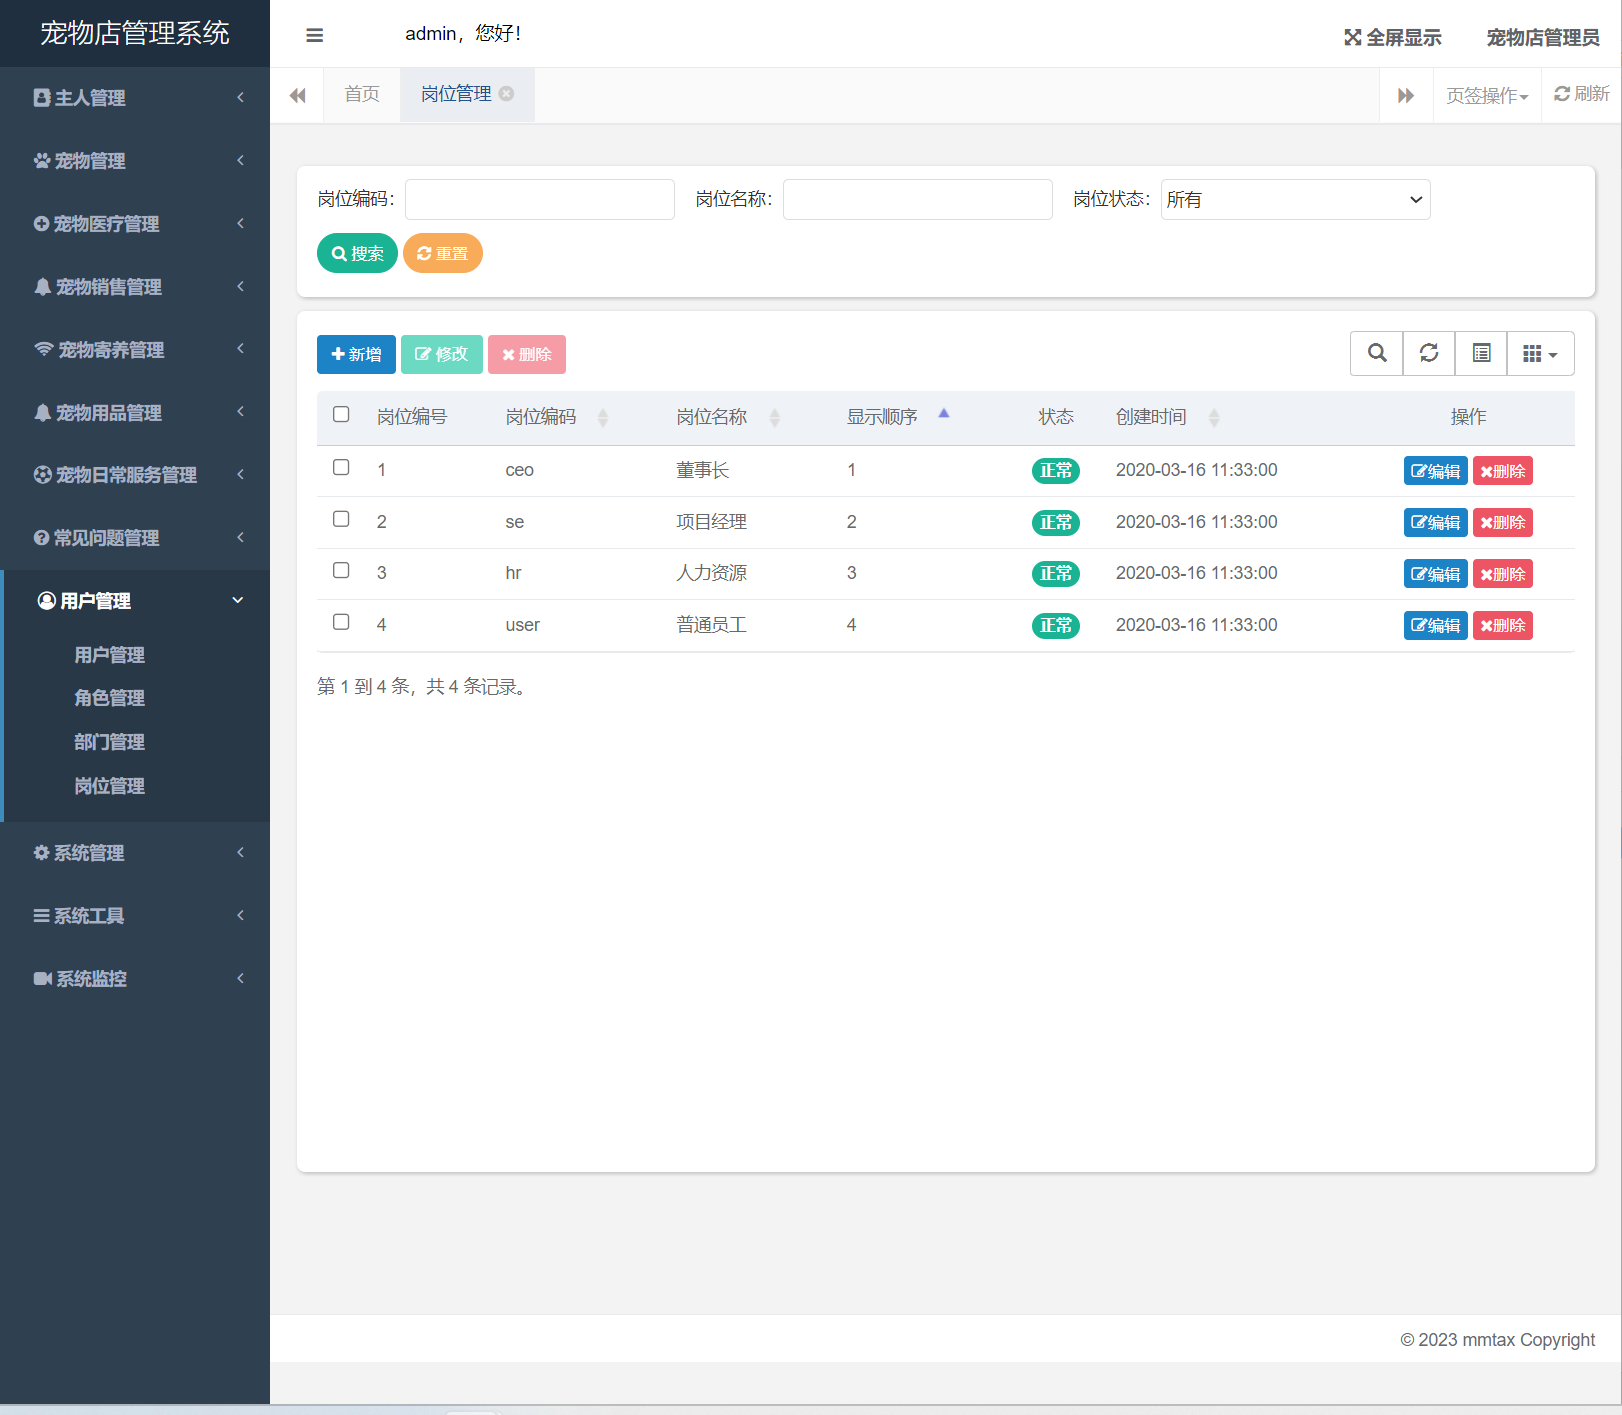 宠物店管理系统
admin，您好！
全屏显示
宠物店管理员
首页
岗位管理
页签操作
刷新
主人管理
宠物管理
宠物医疗管理
宠物销售管理
宠物寄养管理
宠物用品管理
宠物日常服务管理
常见问题管理
用户管理
用户管理
角色管理
部门管理
岗位管理
系统管理
系统工具
系统监控
岗位编码：
岗位名称：
岗位状态： 所有
搜索 重置
新增 修改 删除
岗位编号 岗位编码 岗位名称 显示顺序 状态 创建时间 操作
1 ceo 董事长 1 正常 2020-03-16 11:33:00 编辑 删除
2 se 项目经理 2 正常 2020-03-16 11:33:00 编辑 删除
3 hr 人力资源 3 正常 2020-03-16 11:33:00 编辑 删除
4 user 普通员工 4 正常 2020-03-16 11:33:00 编辑 删除
第 1 到 4 条，共 4 条记录。
© 2023 mmtax Copyright